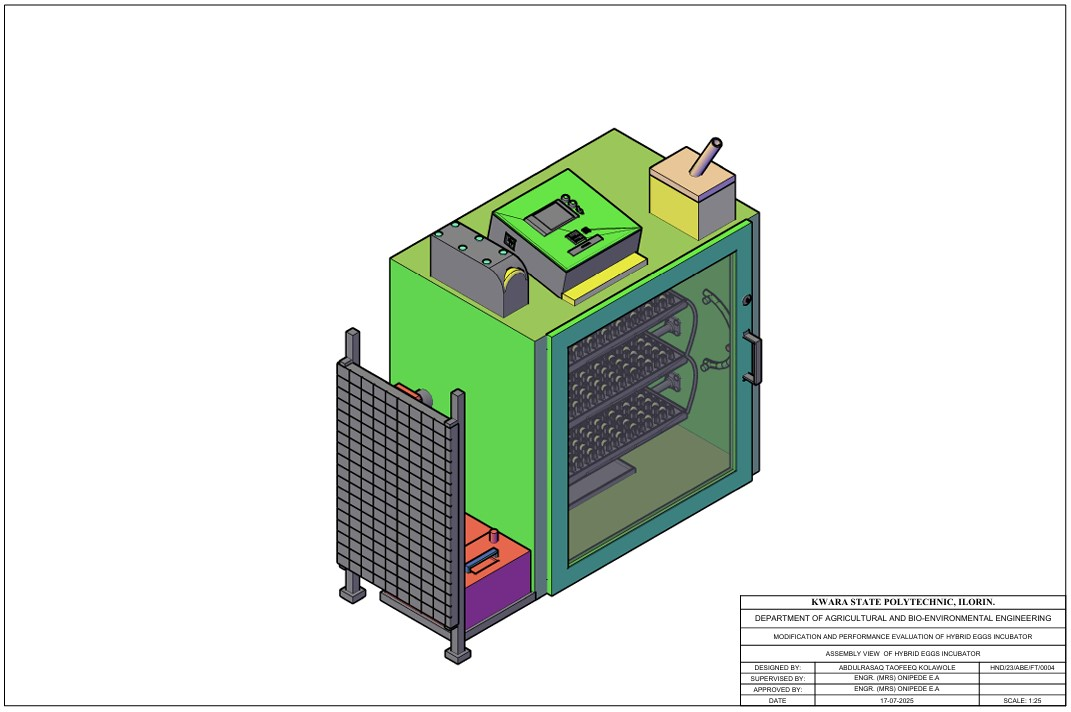 KWARA STATE POLYTECHNIC, ILORIN.
DEPARTMENT OF AGRICULTURAL AND BIO-ENVIRONMENTAL ENGINEERING
MODIFICATION AND PERFORMANCE EVALUATION OF HYBRID EGGS INCUBATOR
ASSEMBLY VIEW OF HYBRID EGGS INCUBATOR
DESIGNED BY: ABDULRASAQ TAOFEEQ KOLAWOLE HND/23/ABE/FT/0004
SUPERVISED BY: ENGR. (MRS) ONIPEDE E.A
APPROVED BY: ENGR. (MRS) ONIPEDE E.A
DATE 17-07-2025 SCALE: 1:25